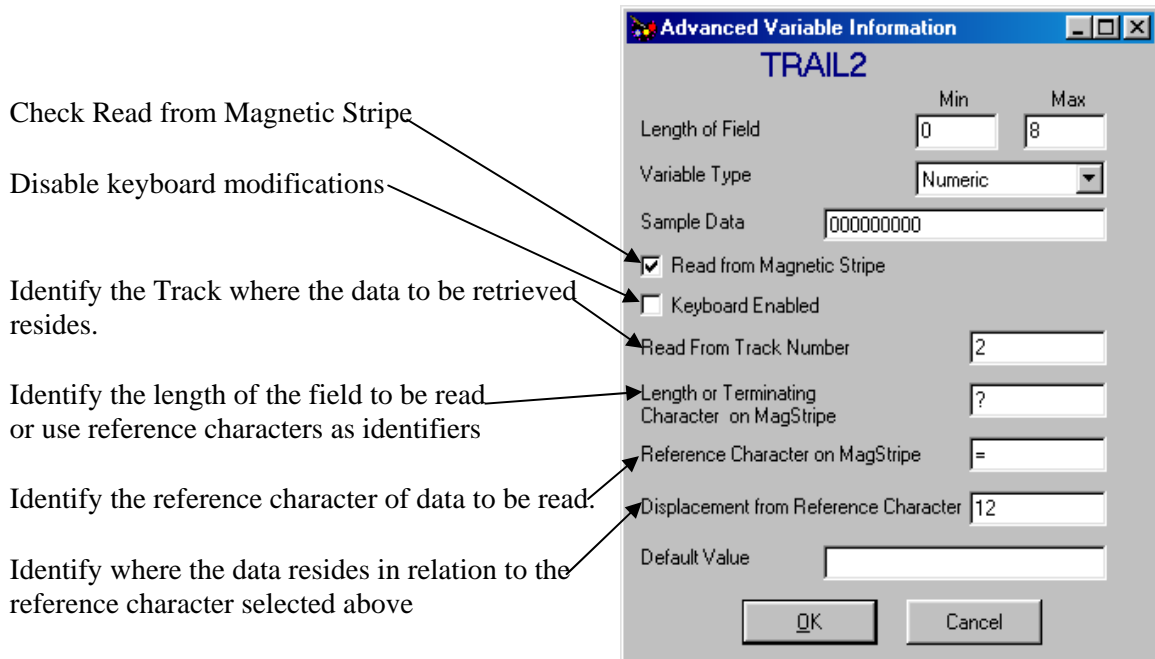 Advanced Variable Information
TRAIL2
Check Read from Magnetic Stripe
Disable keyboard modifications
Identify the Track where the data to be retrieved
resides.
Identify the length of the field to be read
or use reference characters as identifiers
Identify the reference character of data to be read.
Identify where the data resides in relation to the
reference character selected above
Min Max
Length of Field 0 8
Variable Type Numeric
Sample Data 000000000
Read from Magnetic Stripe
Keyboard Enabled
Read From Track Number 2
Length or Terminating
Character on MagStripe ?
Reference Character on MagStripe =
Displacement from Reference Character 12
Default Value
OK Cancel